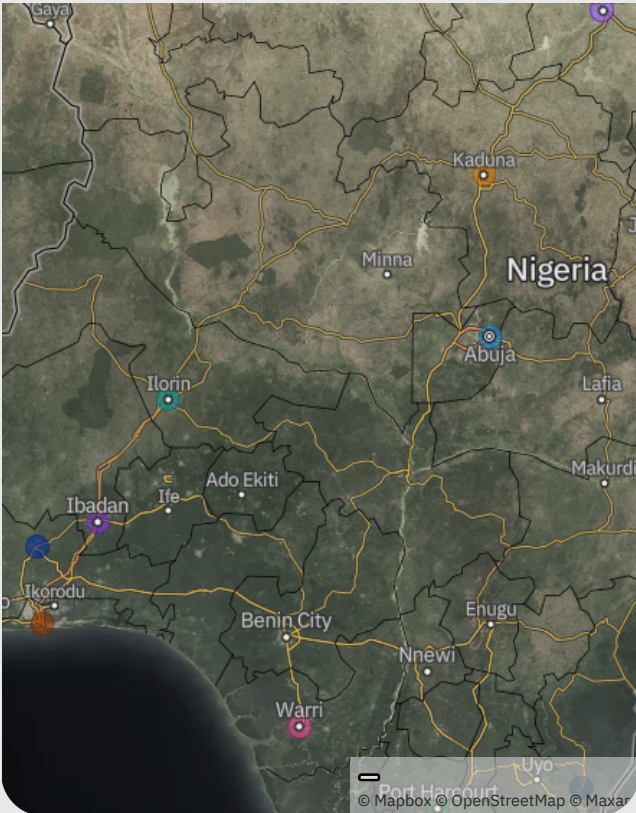 Gaya
Kaduna
Minna
Nigeria
Abuja
Ilorin
Lafia
Makurdi
Ado Ekiti
Ife
Ibadan
Ikorodu
Enugu
Benin City
Nnewi
Warri
Uyo
Port Harcourt
© Mapbox © OpenStreetMap © Maxar